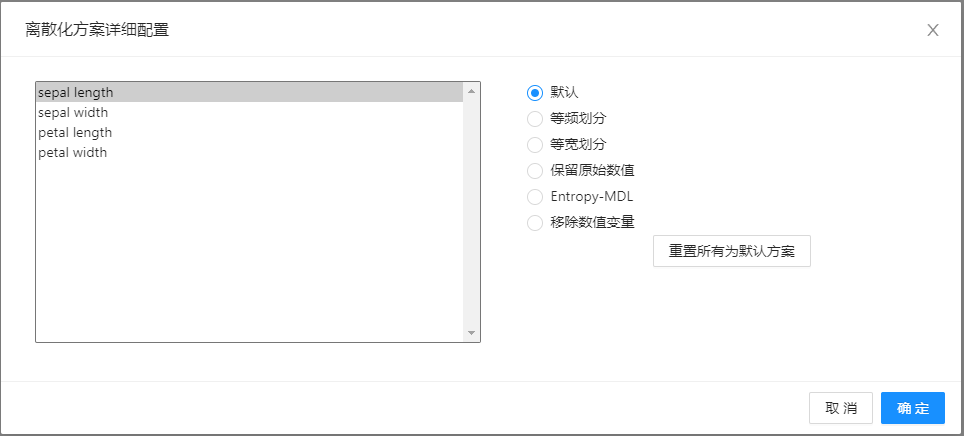 离散化方案详细配置
sepal length
sepal width
petal length
petal width
默认
等频划分
等宽划分
保留原始数值
Entropy-MDL
移除数值变量
重置所有为默认方案
取 消
确 定